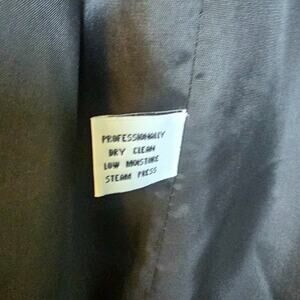 PROFESSIONALLY
DRY CLEAN
LOW MOISTURE
STEAM PRESS